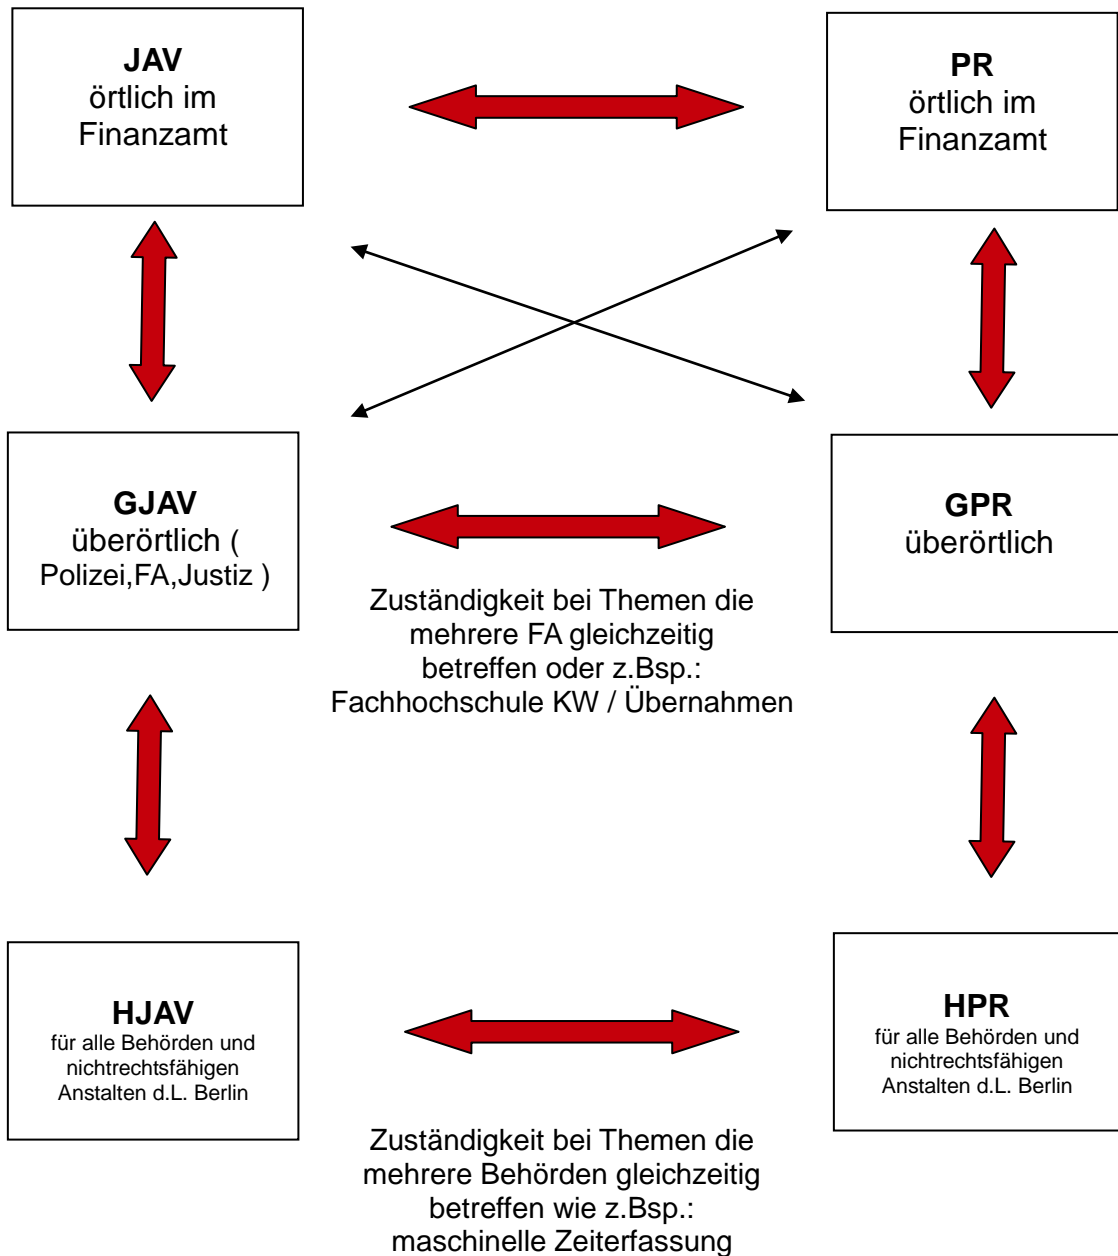 JAV
örtlich im
Finanzamt
PR
örtlich im
Finanzamt
GJAV
überörtlich (
Polizei,FA,Justiz )
GPR
überörtlich
Zuständigkeit bei Themen die
mehrere FA gleichzeitig
betreffen oder z.Bsp.:
Fachhochschule KW / Übernahmen
HJAV
für alle Behörden und
nichtrechtsfähigen
Anstalten d.L. Berlin
HPR
für alle Behörden und
nichtrechtsfähigen
Anstalten d.L. Berlin
Zuständigkeit bei Themen die
mehrere Behörden gleichzeitig
betreffen wie z.Bsp.:
maschinelle Zeiterfassung